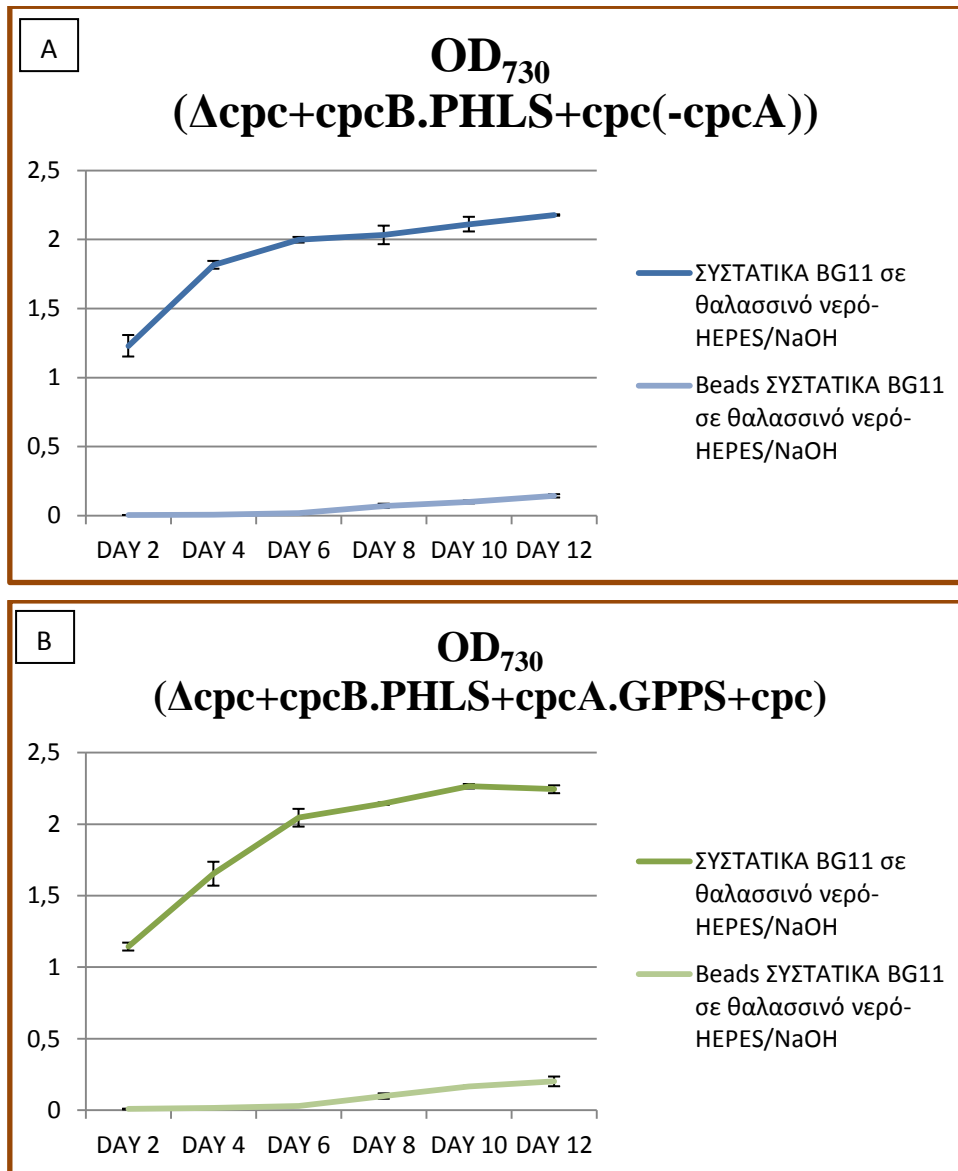 A
OD730
(Δcpc+cpcB.PHLS+cpc(-cpcA))
2,5
2
1,5
1
0,5
0
DAY 2 DAY 4 DAY 6 DAY 8 DAY 10 DAY 12
ΣΥΣΤΑΤΙΚΑ BG11 σε
θαλασσινό νερό-
HEPES/NaOH
Beads ΣΥΣΤΑΤΙΚΑ BG11
σε θαλασσινό νερό-
HEPES/NaOH
B
OD730
(Δcpc+cpcB.PHLS+cpcA.GPPS+cpc)
2,5
2
1,5
1
0,5
0
DAY 2 DAY 4 DAY 6 DAY 8 DAY 10 DAY 12
ΣΥΣΤΑΤΙΚΑ BG11 σε
θαλασσινό νερό-
HEPES/NaOH
Beads ΣΥΣΤΑΤΙΚΑ BG11
σε θαλασσινό νερό-
HEPES/NaOH